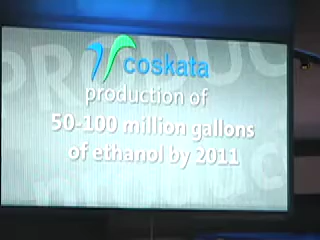 coskata
production of
50-100 million gallons
of ethanol by 2011